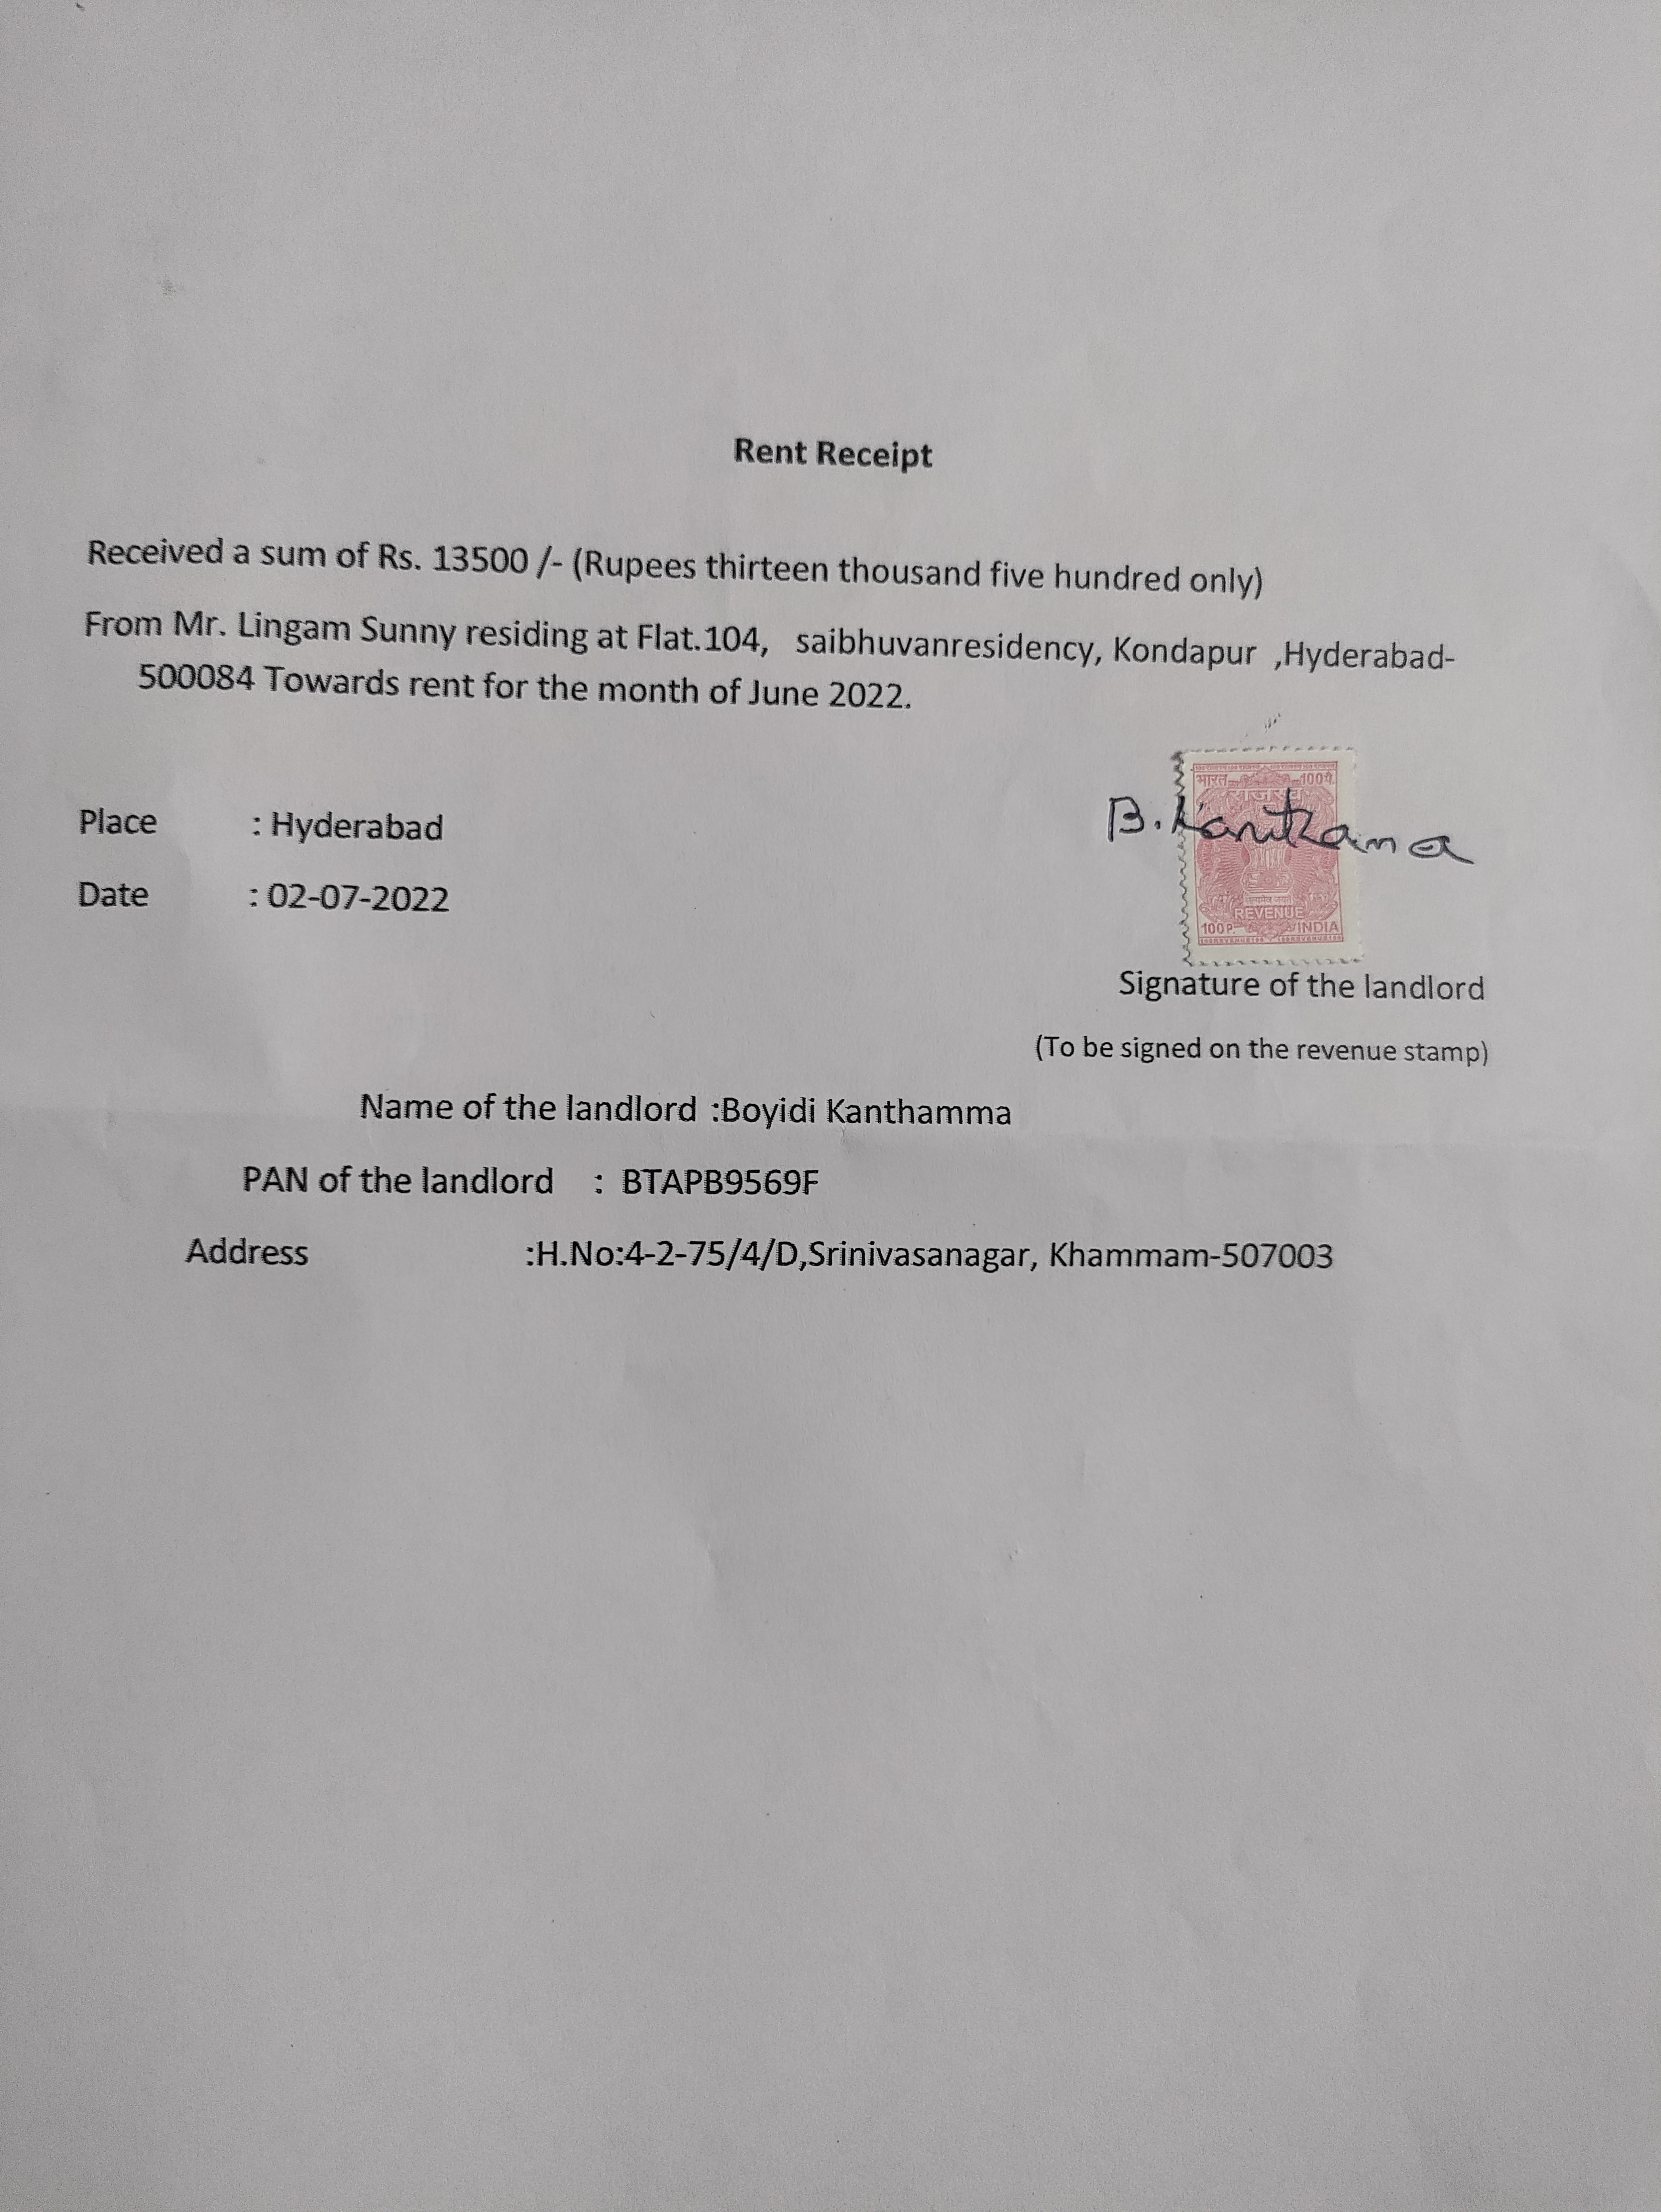 Rent Receipt
Received a sum of Rs. 13500 /- (Rupees thirteen thousand five hundred only)
From Mr. Lingam Sunny residing at Flat.104, saibhuvanresidency, Kondapur ,Hyderabad-
500084 Towards rent for the month of June 2022.
भारत 100पै.
राजस्व
B. Kanthama
Place : Hyderabad
Date : 02-07-2022
REVENUE
100P. INDIA
Signature of the landlord
(To be signed on the revenue stamp)
Name of the landlord :Boyidi Kanthamma
PAN of the landlord : BTAPB9569F
Address :H.No:4-2-75/4/D,Srinivasanagar, Khammam-507003